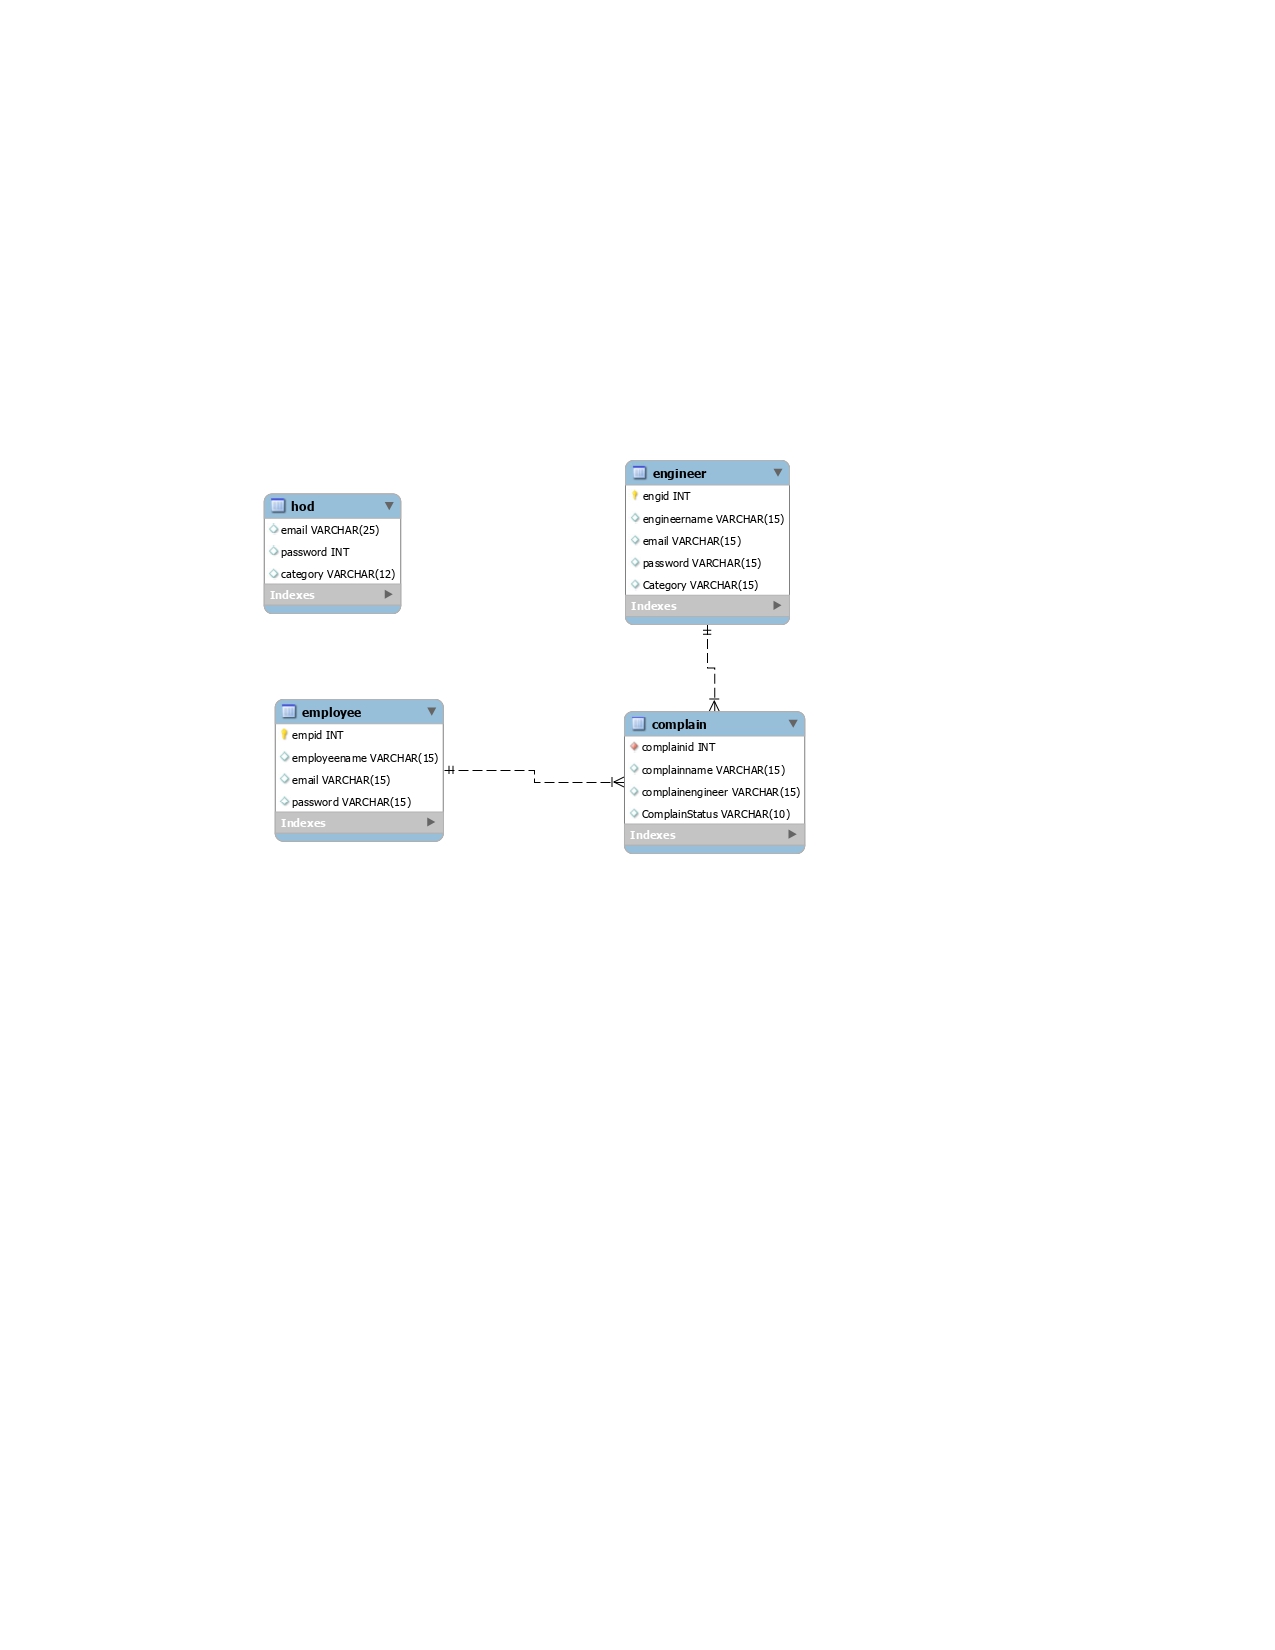 engineer
engid INT
engineername VARCHAR(15)
email VARCHAR(15)
password VARCHAR(15)
Category VARCHAR(15)
Indexes
hod
email VARCHAR(25)
password INT
category VARCHAR(12)
Indexes
employee
empid INT
employeename VARCHAR(15)
email VARCHAR(15)
password VARCHAR(15)
Indexes
complain
complainid INT
complainname VARCHAR(15)
complainengineer VARCHAR(15)
ComplainStatus VARCHAR(10)
Indexes